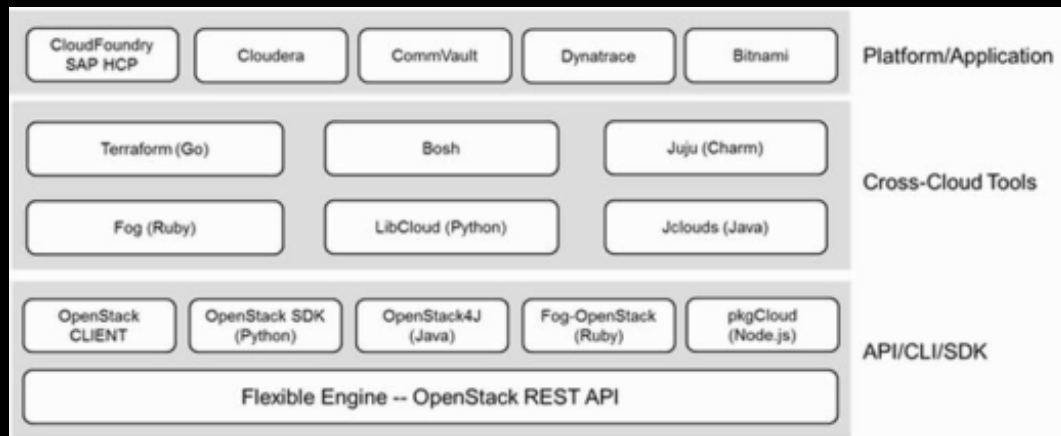 CloudFoundry
SAP HCP
Cloudera
CommVault
Dynatrace
Bitnami
Platform/Application
Terraform (Go)
Bosh
Juju (Charm)
Cross-Cloud Tools
Fog (Ruby)
LibCloud (Python)
Jclouds (Java)
OpenStack
CLIENT
OpenStack SDK
(Python)
OpenStack4J
(Java)
Fog-OpenStack
(Ruby)
pkgCloud
(Node.js)
API/CLI/SDK
Flexible Engine -- OpenStack REST API